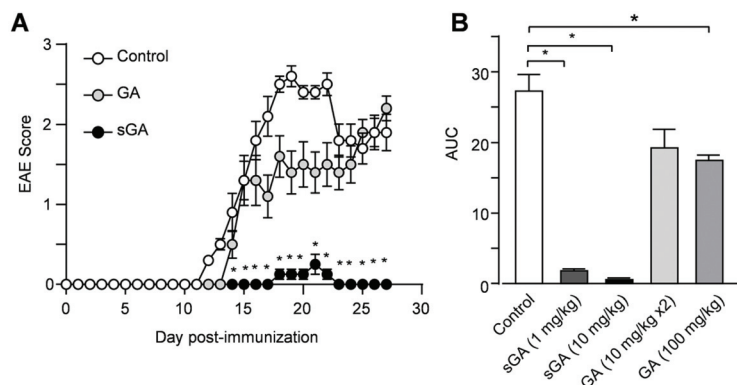 A
3
2
1
0
EAE Score
Control
GA
sGA
* * * * * * * * * * * * * *
0 5 10 15 20 25 30
Day post-immunization
B
30
20
10
0
AUC
*
*
*
Control
sGA (1 mg/kg)
sGA (10 mg/kg)
GA (10 mg/kg x2)
GA (100 mg/kg)